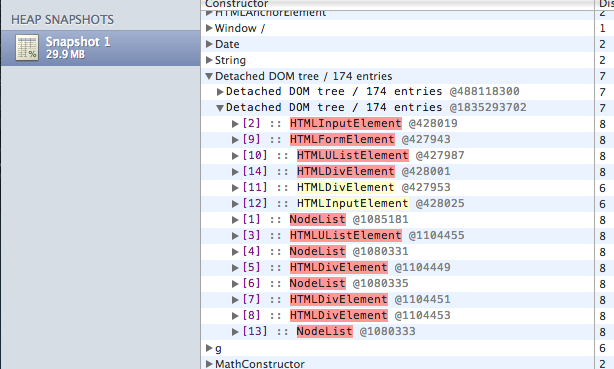 Constructor
Dis
HEAP SNAPSHOTS
HTMLAnchorElement 2
Snapshot 1
29.9 MB
Window / 1
Date 2
String 2
Detached DOM tree / 174 entries 7
Detached DOM tree / 174 entries @488118300 7
Detached DOM tree / 174 entries @1835293702 7
[2] :: HTMLInputElement @428019 8
[9] :: HTMLFormElement @427943 8
[10] :: HTMLUListElement @427987 8
[14] :: HTMLDivElement @428001 8
[11] :: HTMLDivElement @427953 6
[12] :: HTMLInputElement @428025 6
[1] :: NodeList @1085181 8
[3] :: HTMLUListElement @1104455 8
[4] :: NodeList @1080331 8
[5] :: HTMLDivElement @1104449 8
[6] :: NodeList @1080335 8
[7] :: HTMLDivElement @1104451 8
[8] :: HTMLDivElement @1104453 8
[13] :: NodeList @1080333 8
g 6
MathConstructor 2